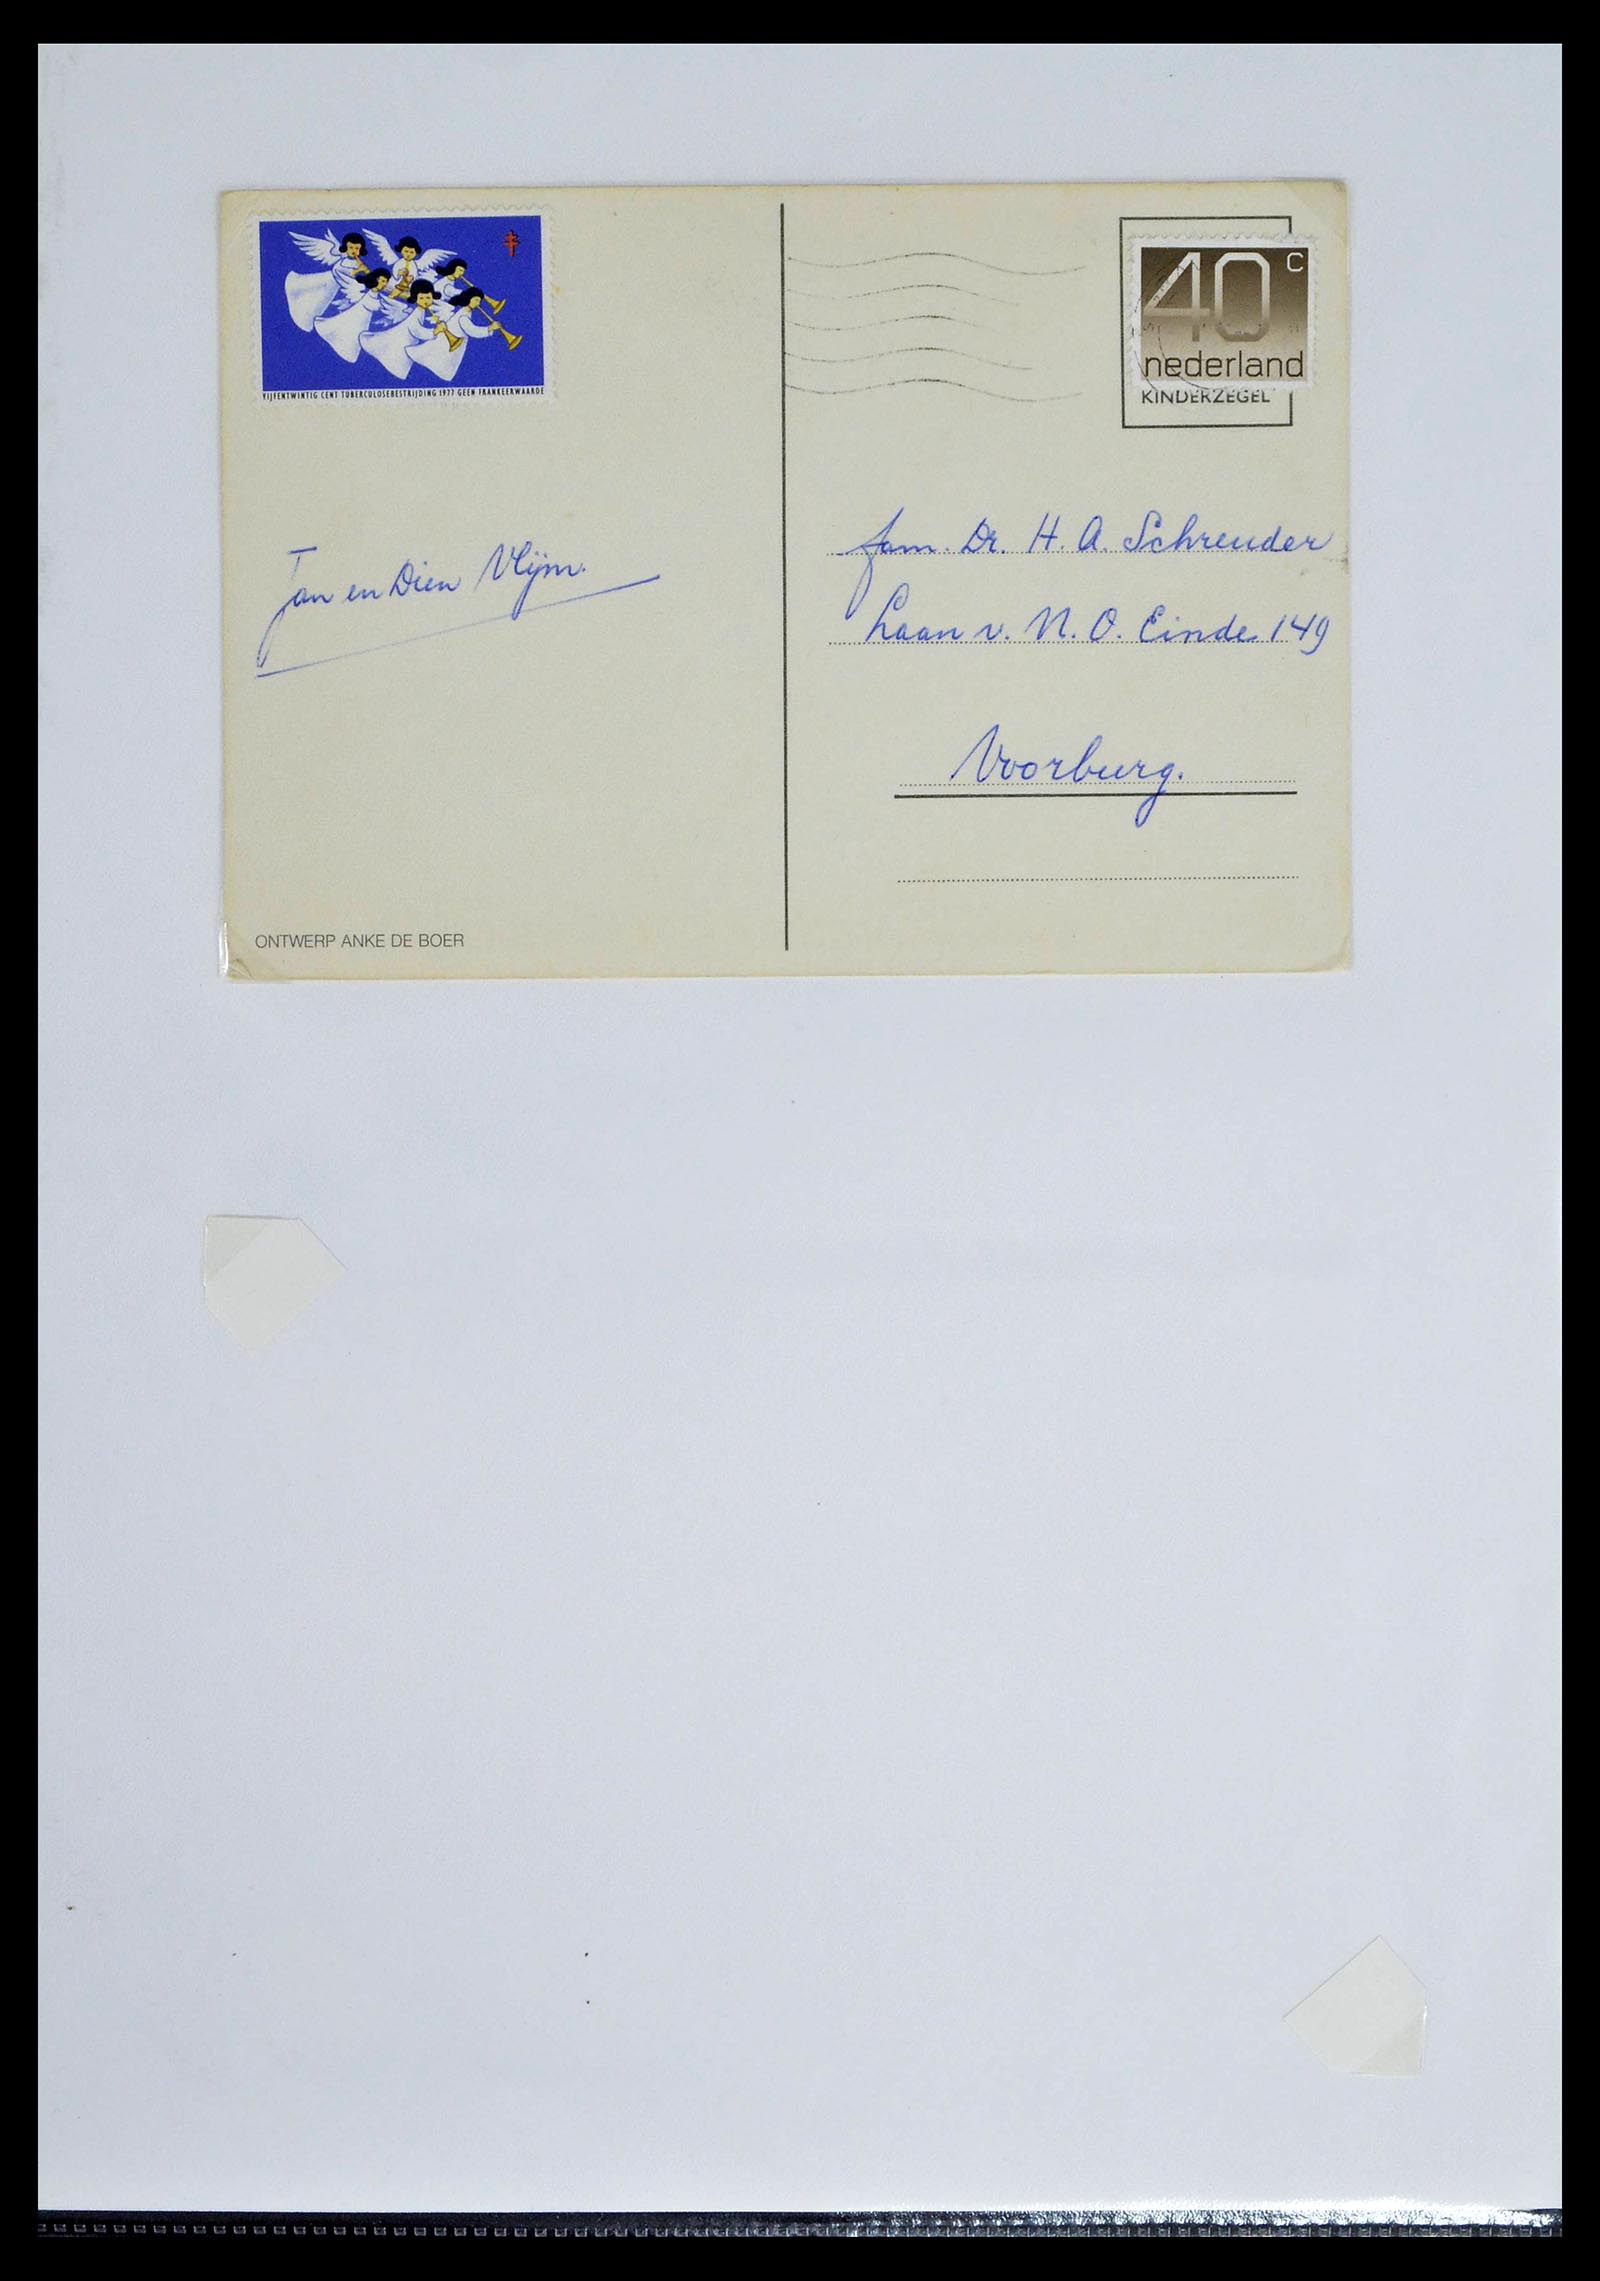 VIJFENTWINTIG CENT TUBERCULOSEBESTRIJDING 1977 GEEN FRANKEERWAARDE
40 c
nederland
KINDERZEGEL
Jan en Dien Vlijm.
fam. Dr. H. A. Schreuder
Laan v. N. O. Einde 149
Voorburg.
ONTWERP ANKE DE BOER